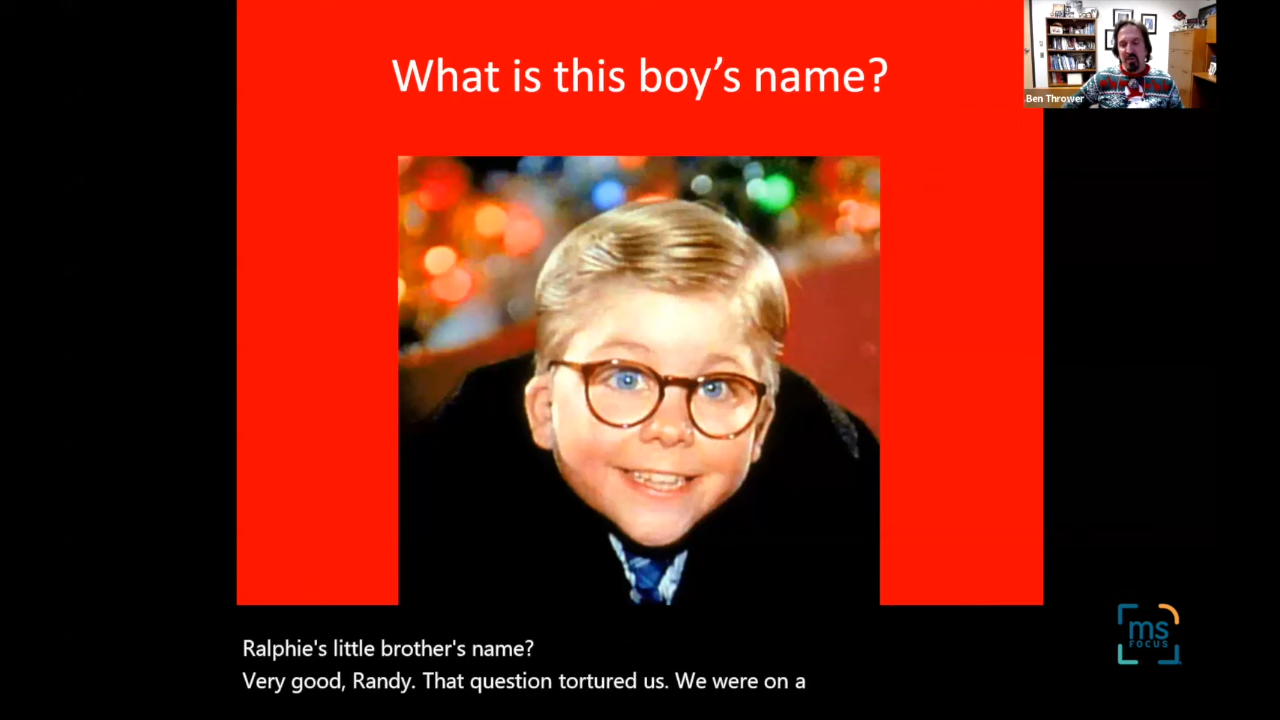 What is this boy’s name?
Ben Thrower
Ralphie's little brother's name?
Very good, Randy. That question tortured us. We were on a
ms
FOCUS